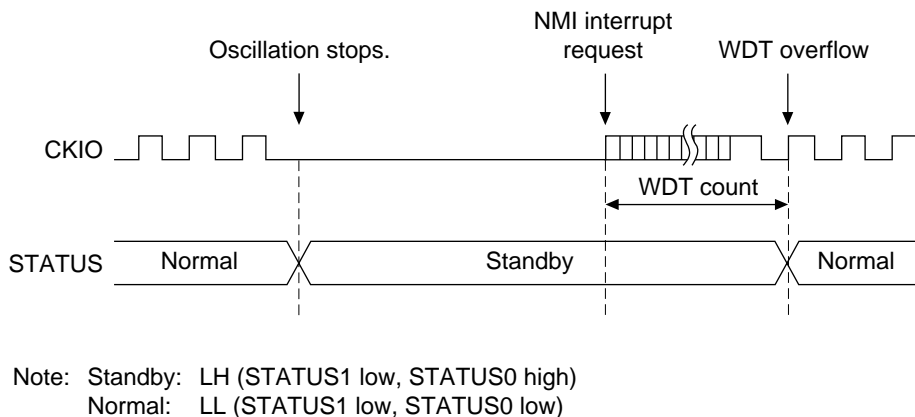 NMI interrupt
request
Oscillation stops.
WDT overflow
CKIO
WDT count
STATUS
Normal
Standby
Normal
Note: Standby: LH (STATUS1 low, STATUS0 high)
Normal: LL (STATUS1 low, STATUS0 low)